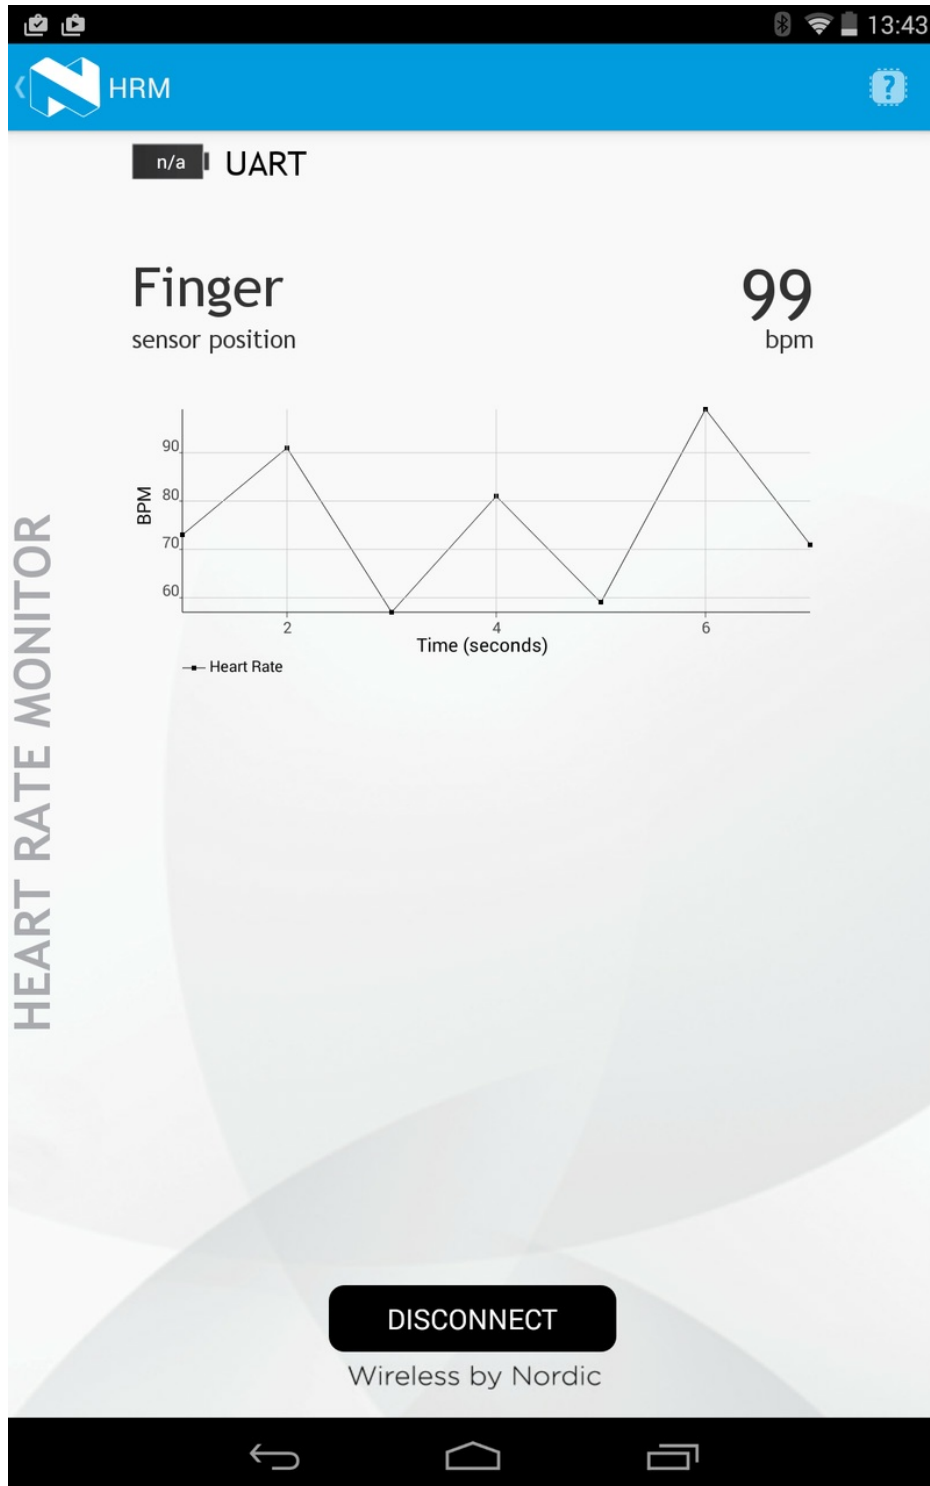 13:43
HRM
?
n/a UART
Finger
sensor position
99
bpm
BPM
90
80
70
60
2 4 6
Time (seconds)
Heart Rate
HEART RATE MONITOR
DISCONNECT
Wireless by Nordic